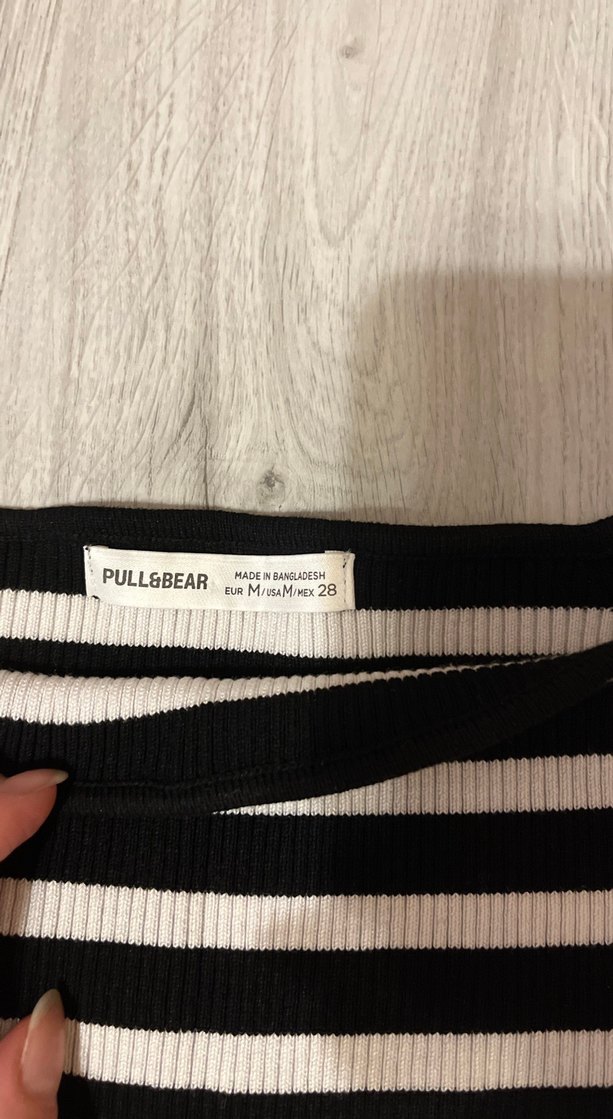 PULL&BEAR
MADE IN BANGLADESH
EUR M/USA M/MEX 28